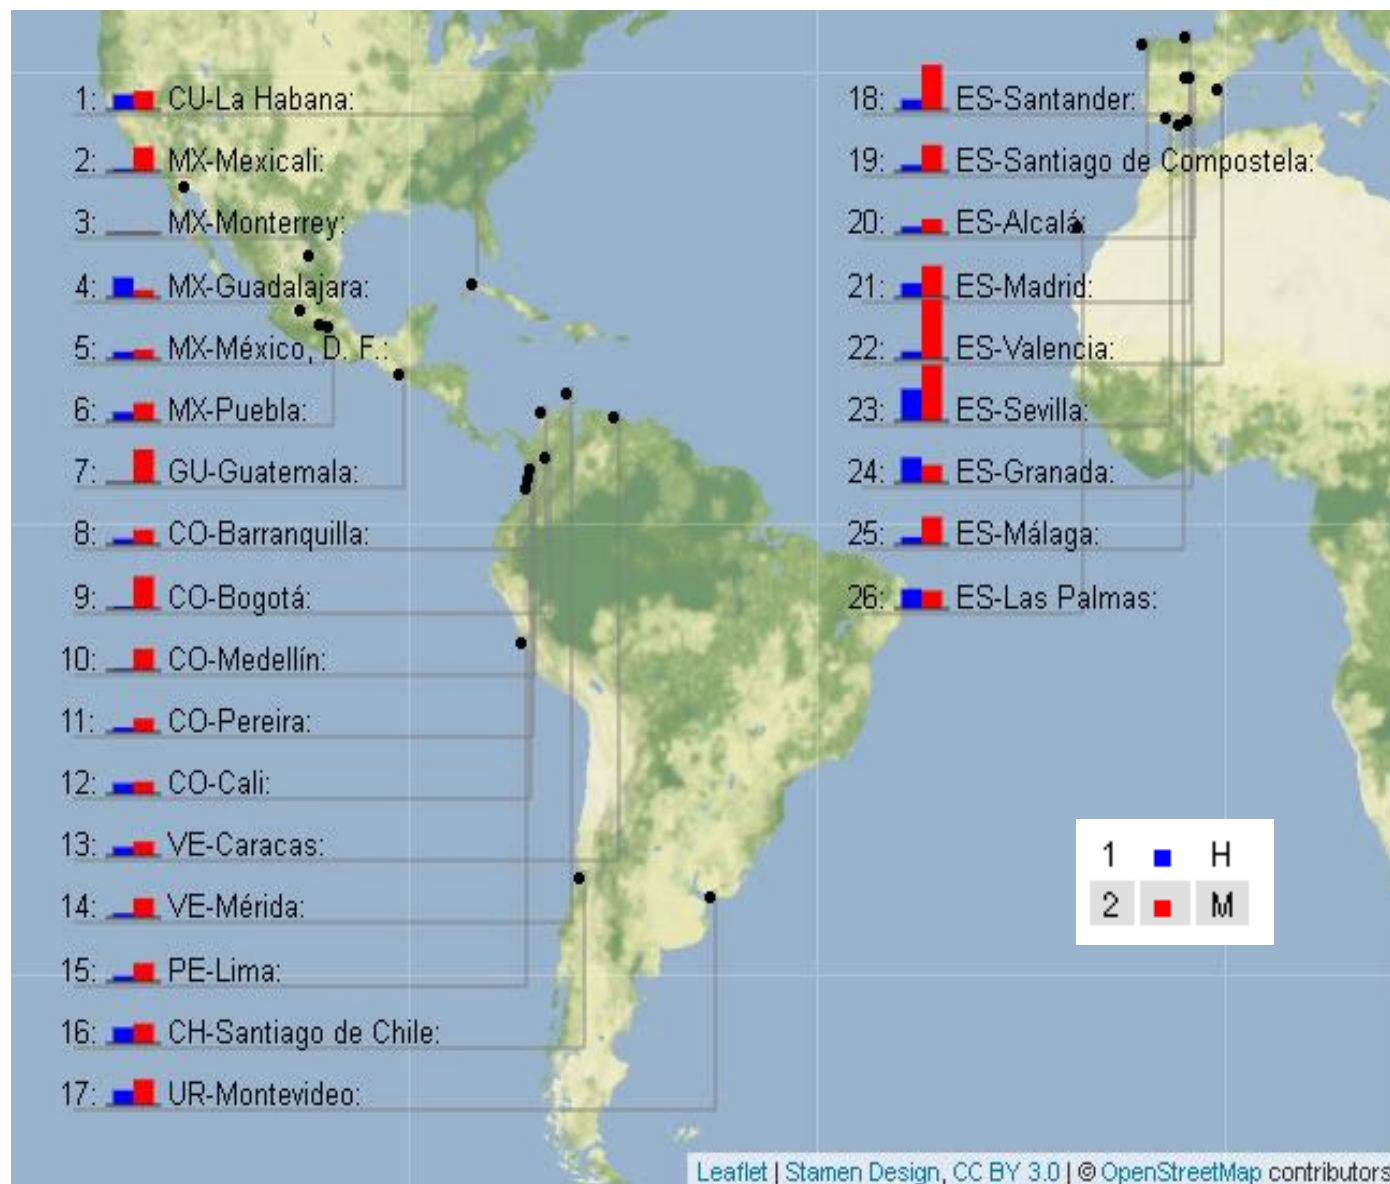 1: CU-La Habana:
2: MX-Mexicali:
3: MX-Monterrey:
4: MX-Guadalajara:
5: MX-México, D. F.:
6: MX-Puebla:
7: GU-Guatemala:
8: CO-Barranquilla:
9: CO-Bogotá:
10: CO-Medellín:
11: CO-Pereira:
12: CO-Cali:
13: VE-Caracas:
14: VE-Mérida:
15: PE-Lima:
16: CH-Santiago de Chile:
17: UR-Montevideo:
18: ES-Santander:
19: ES-Santiago de Compostela:
20: ES-Alcalá:
21: ES-Madrid:
22: ES-Valencia:
23: ES-Sevilla:
24: ES-Granada:
25: ES-Málaga:
26: ES-Las Palmas:
1 H
2 M
Leaflet | Stamen Design, CC BY 3.0 | © OpenStreetMap contributors